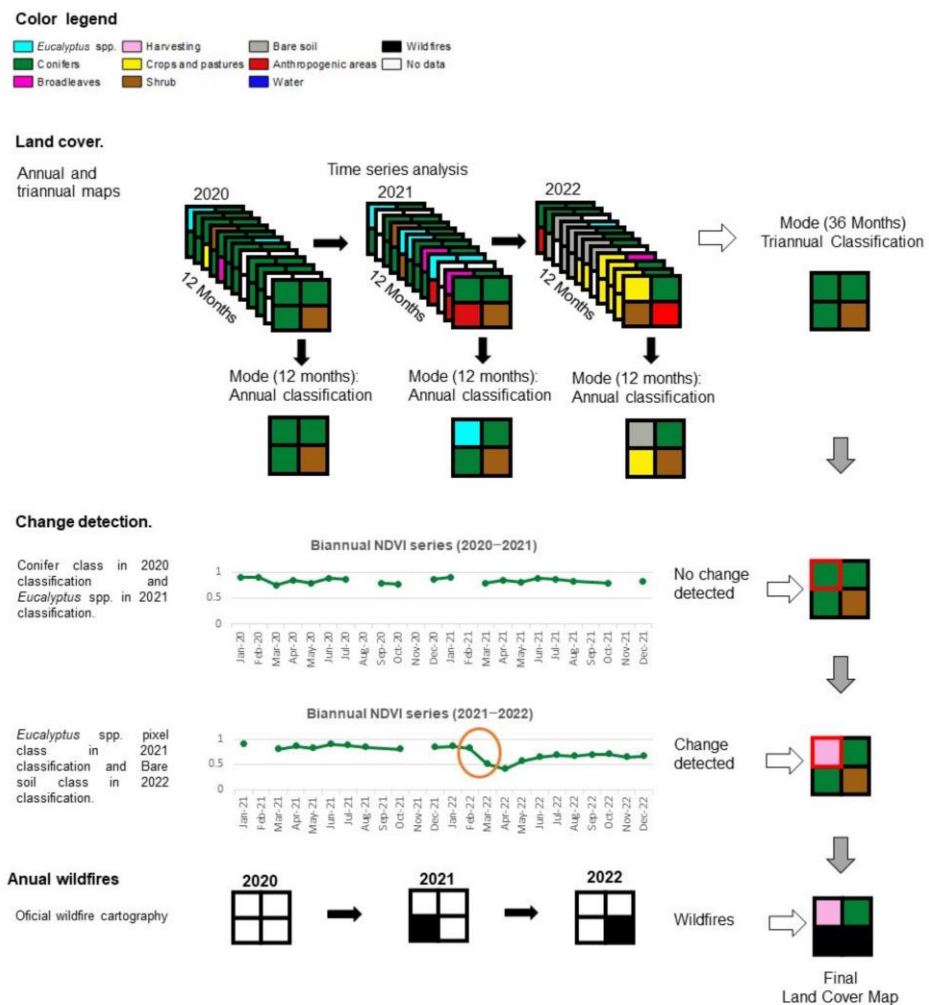 Color legend
Eucalyptus spp. Harvesting Bare soil Wildfires
Conifers Crops and pastures Anthropogenic areas No data
Broadleaves Shrub Water
Land cover.
Annual and
triannual maps
Time series analysis
2020 2021 2022
12 Months 12 Months 12 Months
Mode (36 Months)
Triannual Classification
Mode (12 months): Mode (12 months): Mode (12 months):
Annual classification Annual classification Annual classification
Change detection.
Conifer class in 2020
classification and
Eucalyptus spp. in 2021
classification.
Biannual NDVI series (2020–2021)
1
0.5
0
Jan-20 Feb-20 Mar-20 Apr-20 May-20 Jun-20 Jul-20 Aug-20 Sep-20 Oct-20 Nov-20 Dec-20 Jan-21 Feb-21 Mar-21 Apr-21 May-21 Jun-21 Jul-21 Aug-21 Sep-21 Oct-21 Nov-21 Dec-21
No change
detected
Eucalyptus spp. pixel
class in 2021
classification and Bare
soil class in 2022
classification.
Biannual NDVI series (2021–2022)
1
0.5
0
Jan-21 Feb-21 Mar-21 Apr-21 May-21 Jun-21 Jul-21 Aug-21 Sep-21 Oct-21 Nov-21 Dec-21 Jan-22 Feb-22 Mar-22 Apr-22 May-22 Jun-22 Jul-22 Aug-22 Sep-22 Oct-22 Nov-22 Dec-22
Change
detected
Anual wildfires
Oficial wildfire cartography
2020 2021 2022
Wildfires
Final
Land Cover Map